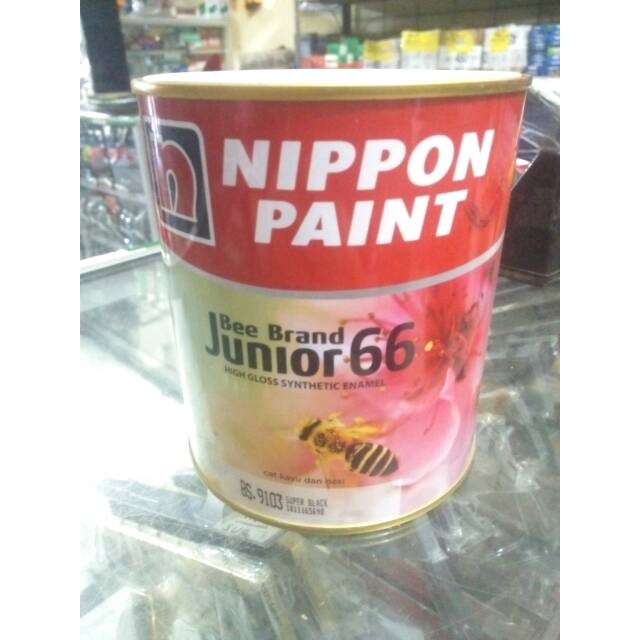 NIPPON
PAINT
Bee Brand
Junior 66
HIGH GLOSS SYNTHETIC ENAMEL
cat kayu dan besi
BS-9103 SUPER BLACK